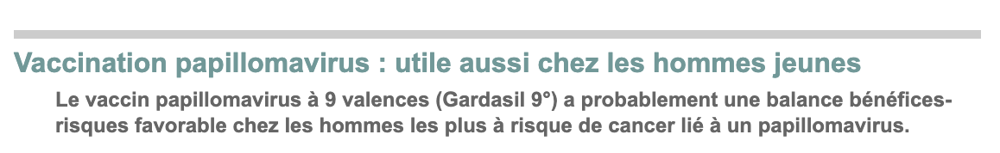 Vaccination papillomavirus : utile aussi chez les hommes jeunes
Le vaccin papillomavirus à 9 valences (Gardasil 9°) a probablement une balance bénéfices-
risques favorable chez les hommes les plus à risque de cancer lié à un papillomavirus.